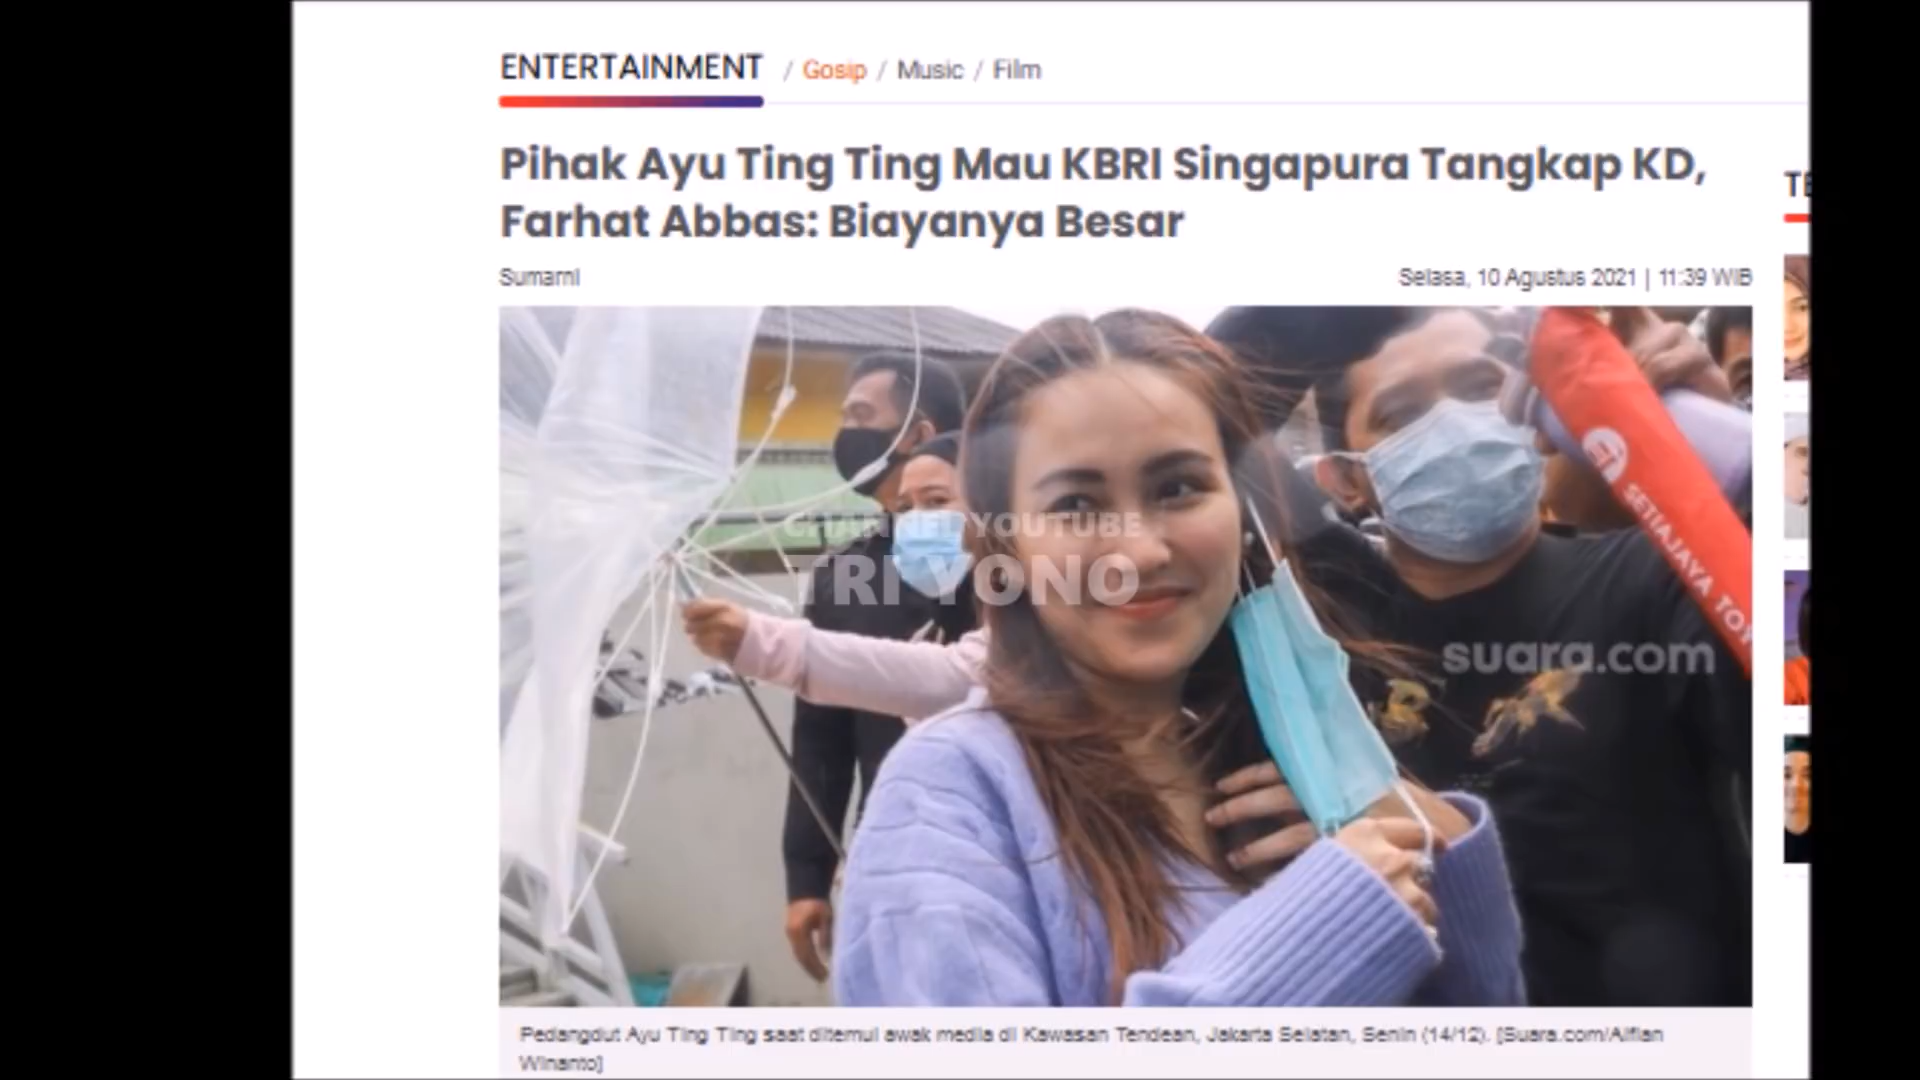 ENTERTAINMENT / Gosip / Music / Film
Pihak Ayu Ting Ting Mau KBRI Singapura Tangkap KD,
Farhat Abbas: Biayanya Besar
Sumarni
Selasa, 10 Agustus 2021 | 11:39 WIB
TE
CHANNEL YOUTUBE
TRI YONO
SETIAJAYA TOY
suara.com
Pedangdut Ayu Ting Ting saat ditemui awak media di Kawasan Tendean, Jakarta Selatan, Senin (14/12). [Suara.com/Alfian
Winanto]